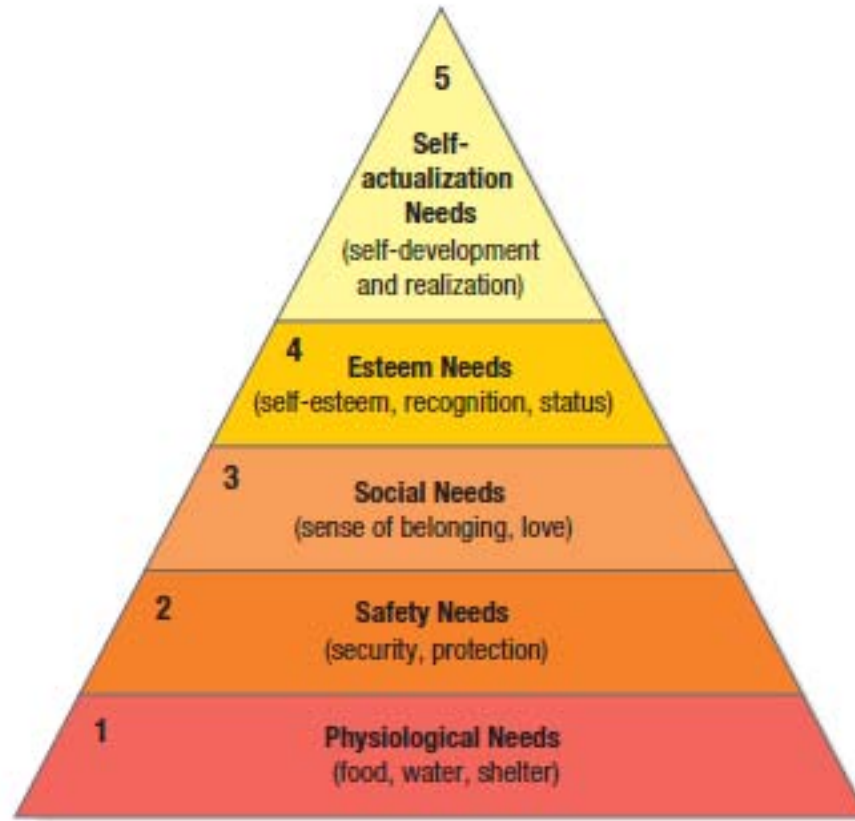 5
Self-
actualization
Needs
(self-development
and realization)
4
Esteem Needs
(self-esteem, recognition, status)
3
Social Needs
(sense of belonging, love)
2
Safety Needs
(security, protection)
1
Physiological Needs
(food, water, shelter)